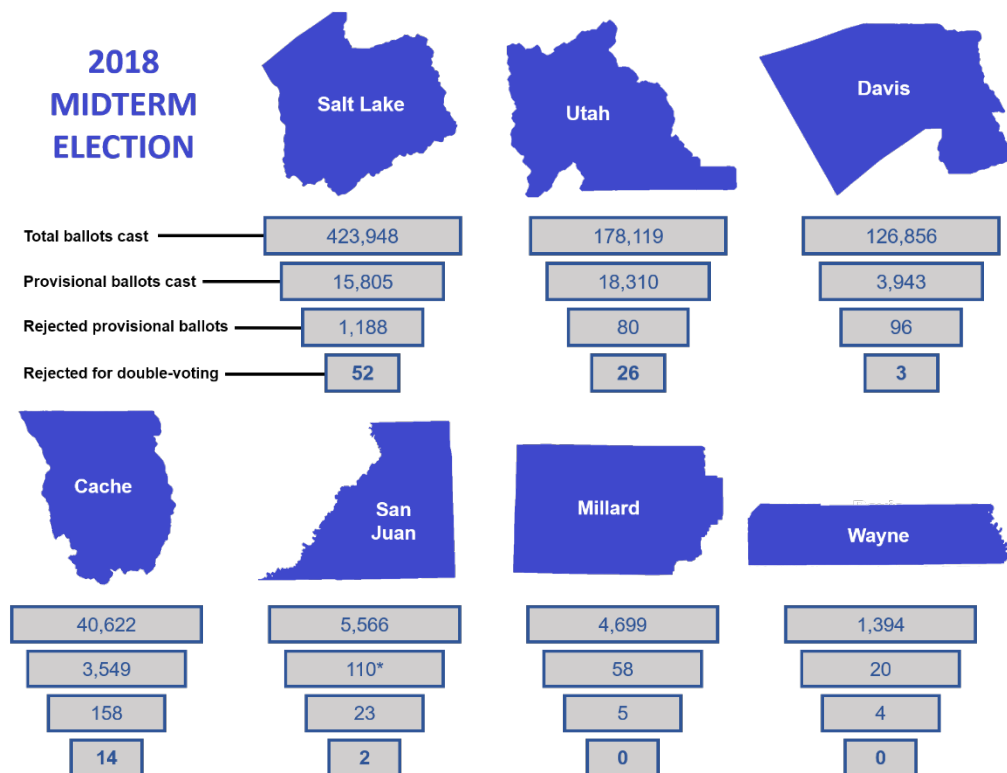 2018
MIDTERM
ELECTION
Salt Lake
Utah
Davis
Total ballots cast
423,948
178,119
126,856
Provisional ballots cast
15,805
18,310
3,943
Rejected provisional ballots
1,188
80
96
Rejected for double-voting
52
26
3
Cache
San
Juan
Millard
Wayne
40,622
5,566
4,699
1,394
3,549
110*
58
20
158
23
5
4
14
2
0
0